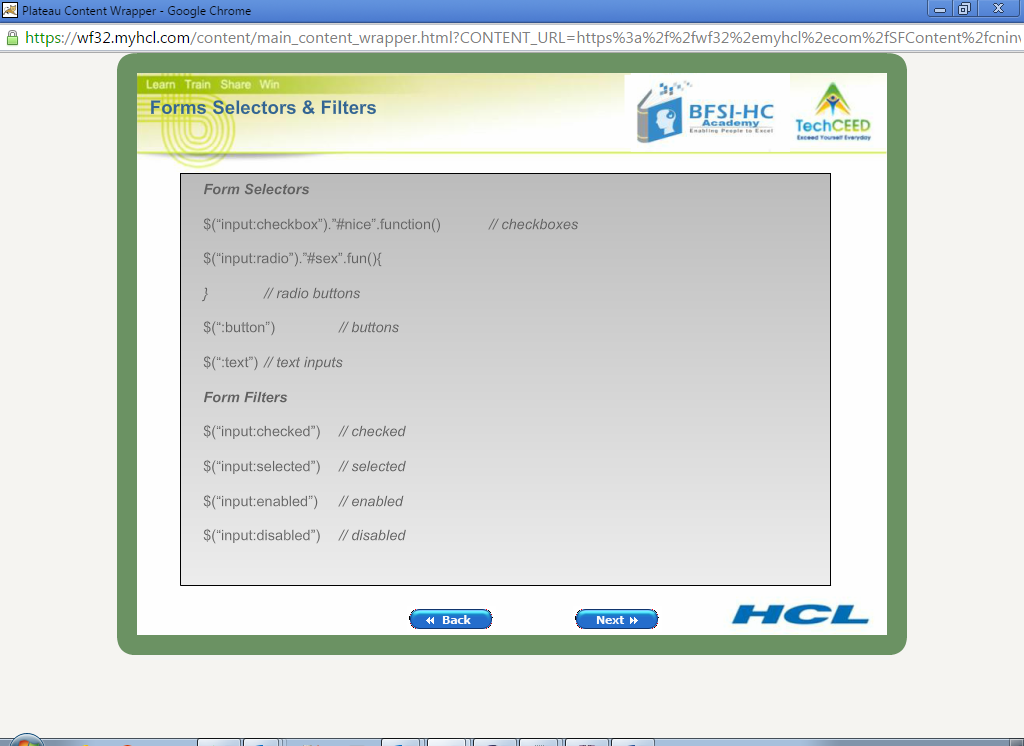 Plateau Content Wrapper - Google Chrome
https://wf32.myhcl.com/content/main_content_wrapper.html?CONTENT_URL=https%3a%2f%2fwf32%2emyhcl%2ecom%2fSFContent%2fcninv
Learn Train Share Win
Forms Selectors & Filters
BFSI-HC
Academy
Enabling People to Excel
TechCEED
Exceed Yourself Everyday
Form Selectors
$(“input:checkbox”).”#nice”.function() // checkboxes
$(“input:radio”).”#sex”.fun(){
} // radio buttons
$(“:button”) // buttons
$(“:text”) // text inputs
Form Filters
$(“input:checked”) // checked
$(“input:selected”) // selected
$(“input:enabled”) // enabled
$(“input:disabled”) // disabled
Back
Next
HCL